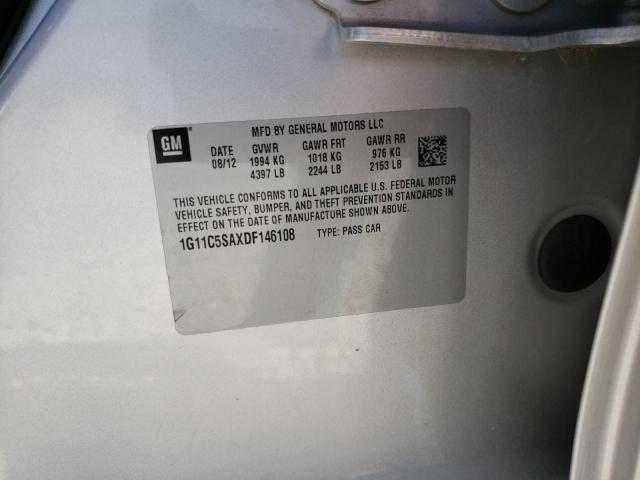 GM
MFD BY GENERAL MOTORS LLC
DATE GVWR GAWR FRT GAWR RR
08/12 1994 KG 1018 KG 976 KG
4397 LB 2244 LB 2153 LB
THIS VEHICLE CONFORMS TO ALL APPLICABLE U.S. FEDERAL MOTOR
VEHICLE SAFETY, BUMPER, AND THEFT PREVENTION STANDARDS IN
EFFECT ON THE DATE OF MANUFACTURE SHOWN ABOVE.
1G11C5SAXDF146108 TYPE: PASS CAR